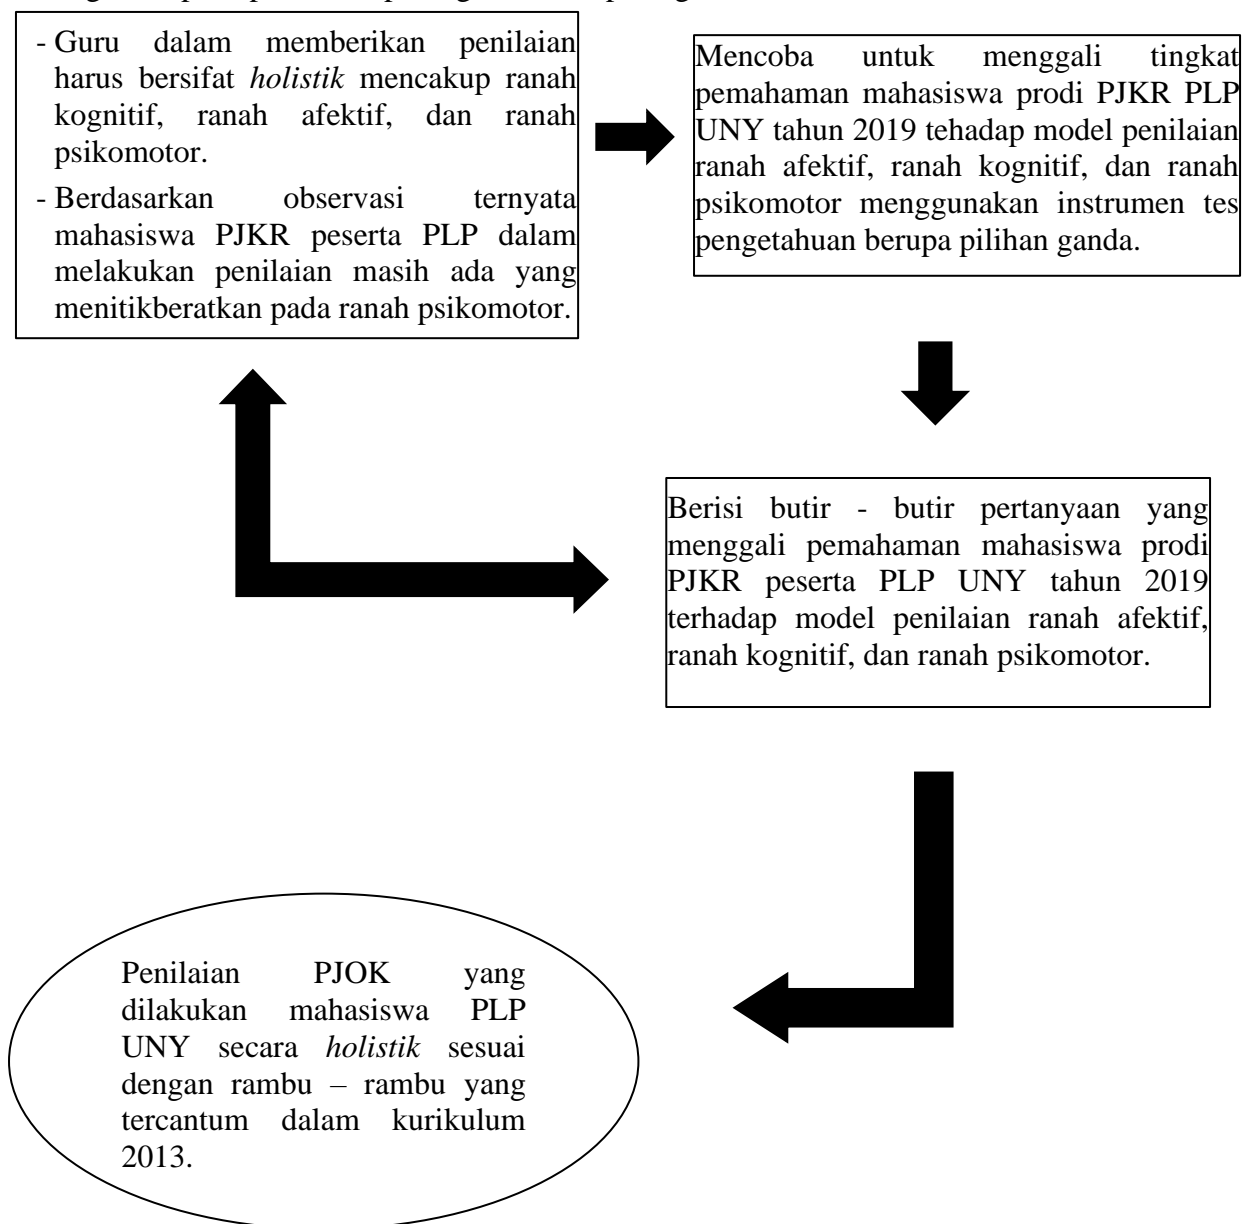 - Guru dalam memberikan penilaian
harus bersifat holistik mencakup ranah
kognitif, ranah afektif, dan ranah
psikomotor.
- Berdasarkan observasi ternyata
mahasiswa PJKR peserta PLP dalam
melakukan penilaian masih ada yang
menitikberatkan pada ranah psikomotor.
Mencoba untuk menggali tingkat
pemahaman mahasiswa prodi PJKR PLP
UNY tahun 2019 tehadap model penilaian
ranah afektif, ranah kognitif, dan ranah
psikomotor menggunakan instrumen tes
pengetahuan berupa pilihan ganda.
Berisi butir - butir pertanyaan yang
menggali pemahaman mahasiswa prodi
PJKR peserta PLP UNY tahun 2019
terhadap model penilaian ranah afektif,
ranah kognitif, dan ranah psikomotor.
Penilaian PJOK yang
dilakukan mahasiswa PLP
UNY secara holistik sesuai
dengan rambu – rambu yang
tercantum dalam kurikulum
2013.